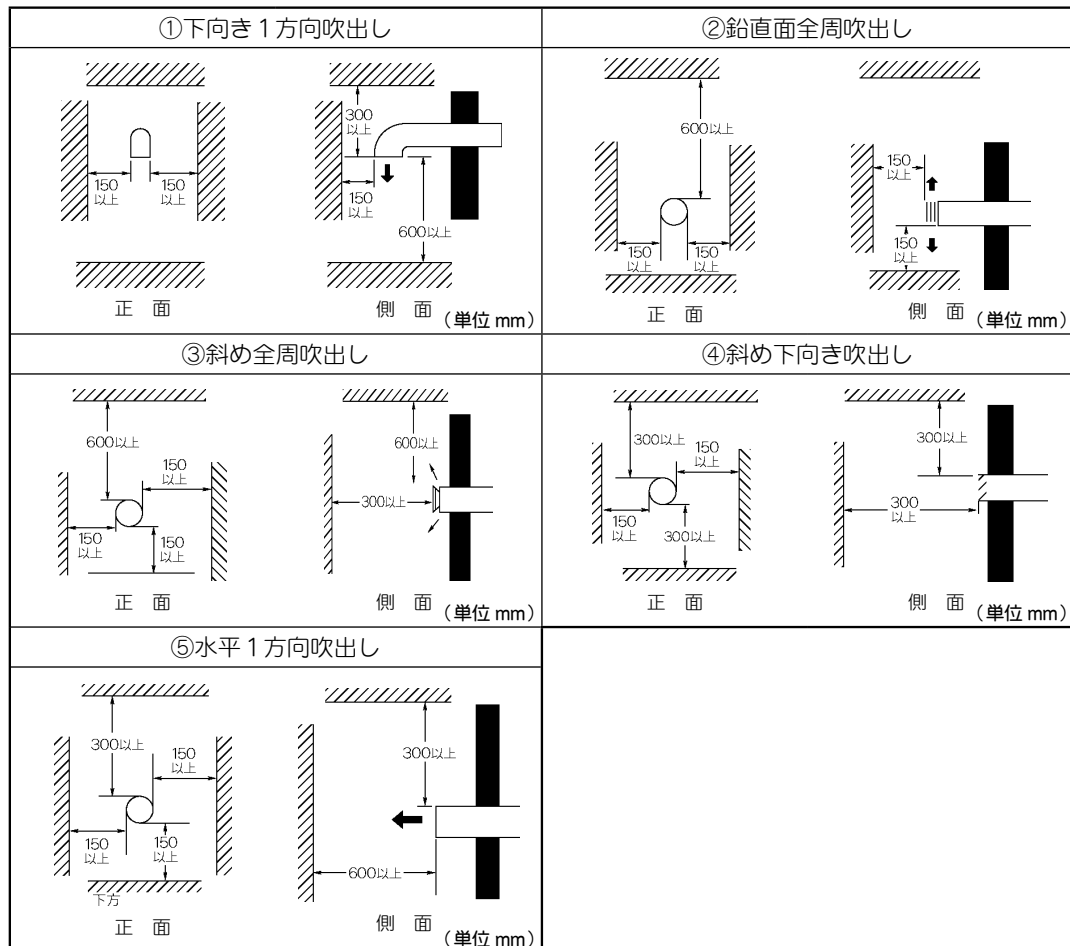 ①下向き1方向吹出し
300
以上
150
以上
150
以上
150
以上
600以上
正 面
側 面
(単位 mm)
②鉛直面全周吹出し
600以上
150
以上
150
以上
150
以上
150
以上
正 面
側 面
(単位 mm)
③斜め全周吹出し
600以上
150
以上
150
以上
150
以上
600以上
300以上
正 面
側 面
(単位 mm)
④斜め下向き吹出し
300以上
150
以上
150
以上
300以上
300以上
300
以上
正 面
側 面
(単位 mm)
⑤水平1方向吹出し
300以上
150
以上
150
以上
150
以上
下方
300以上
600以上
正 面
側 面
(単位 mm)